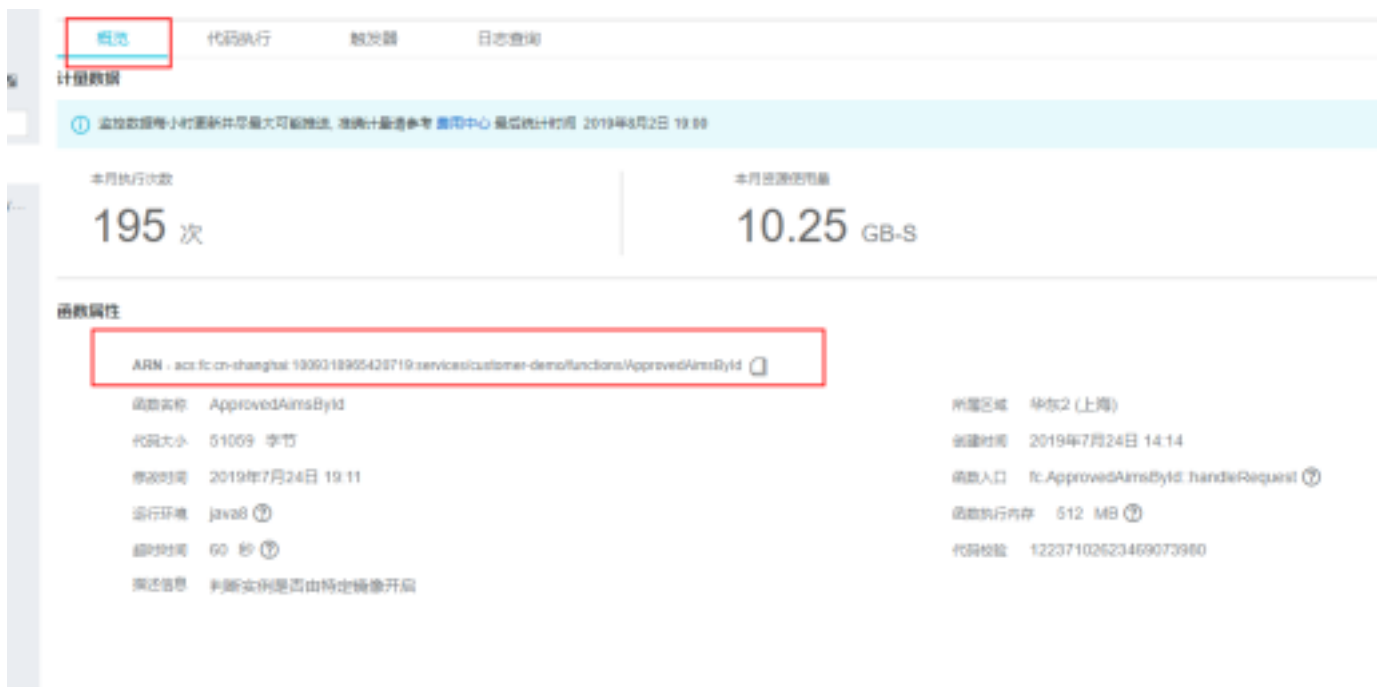 概览 代码执行 触发器 日志查询
计量数据
监控数据每小时更新并尽最大可能推送, 准确计量请参考 费用中心 最后统计时间 2019年8月2日 19:00
本月执行次数 本月资源使用量
195 次 10.25 GB-S
函数属性
ARN - acs:fc:cn-shanghai:1009318965420719:services/customer-demo/functions/ApprovedAimsById
函数名称 ApprovedAimsById 所属区域 华东2 (上海)
代码大小 51059 字节 创建时间 2019年7月24日 14:14
修改时间 2019年7月24日 19:11 函数入口 fc.ApprovedAimsById::handleRequest
运行环境 java8 函数执行内存 512 MB
超时时间 60 秒 代码校验 12237102623469073980
描述信息 判断实例是否由特定镜像开启